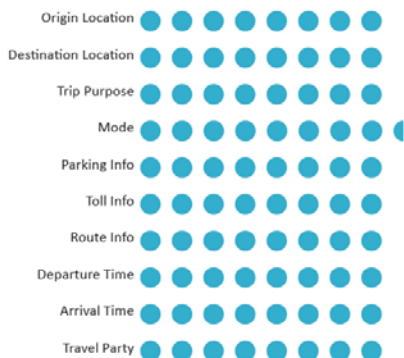 Origin Location
Destination Location
Trip Purpose
Mode
Parking Info
Toll Info
Route Info
Departure Time
Arrival Time
Travel Party